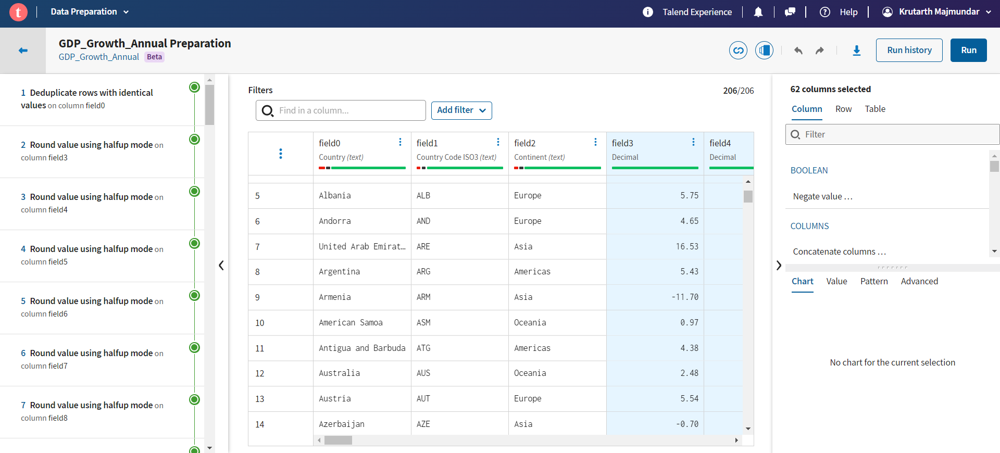 t
Data Preparation
Talend Experience
Help
Krutarth Majmundar
GDP_Growth_Annual Preparation
GDP_Growth_Annual Beta
Run history
Run
1 Deduplicate rows with identical
values on column field0
2 Round value using halfup mode on
column field3
3 Round value using halfup mode on
column field4
4 Round value using halfup mode on
column field5
5 Round value using halfup mode on
column field6
6 Round value using halfup mode on
column field7
7 Round value using halfup mode on
column field8
Filters
206/206
Find in a column...
Add filter
field0 field1 field2 field3 field4
Country (text) Country Code ISO3 (text) Continent (text) Decimal Decimal
5 Albania ALB Europe 5.75
6 Andorra AND Europe 4.65
7 United Arab Emirat… ARE Asia 16.53
8 Argentina ARG Americas 5.43
9 Armenia ARM Asia -11.70
10 American Samoa ASM Oceania 0.97
11 Antigua and Barbuda ATG Americas 4.38
12 Australia AUS Oceania 2.48
13 Austria AUT Europe 5.54
14 Azerbaijan AZE Asia -0.70
62 columns selected
Column Row Table
Filter
BOOLEAN
Negate value …
COLUMNS
Concatenate columns …
Chart Value Pattern Advanced
No chart for the current selection